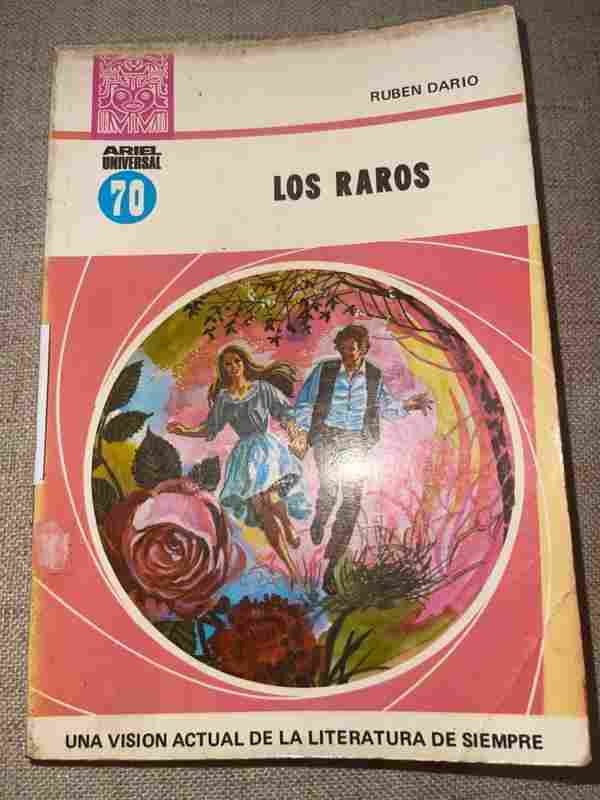 RUBEN DARIO
ARIEL
UNIVERSAL
70
LOS RAROS
UNA VISION ACTUAL DE LA LITERATURA DE SIEMPRE